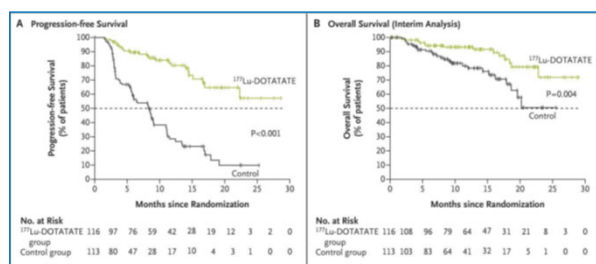 A Progression-free Survival
100
90
80
70
60
50
40
30
20
10
0
Progression-free Survival
(% of patients)
177Lu-DOTATATE
P<0.001
Control
0 5 10 15 20 25 30
Months since Randomization
No. at Risk
177Lu-DOTATATE group 116 97 76 59 42 28 19 12 3 2 0
Control group 113 80 47 28 17 10 4 3 1 0 0
B Overall Survival (Interim Analysis)
100
90
80
70
60
50
40
30
20
10
0
Overall Survival
(% of patients)
177Lu-DOTATATE
P=0.004
Control
0 5 10 15 20 25 30
Months since Randomization
No. at Risk
177Lu-DOTATATE group 116 108 96 79 64 47 31 21 8 3 0
Control group 113 103 83 64 41 32 17 5 1 0 0